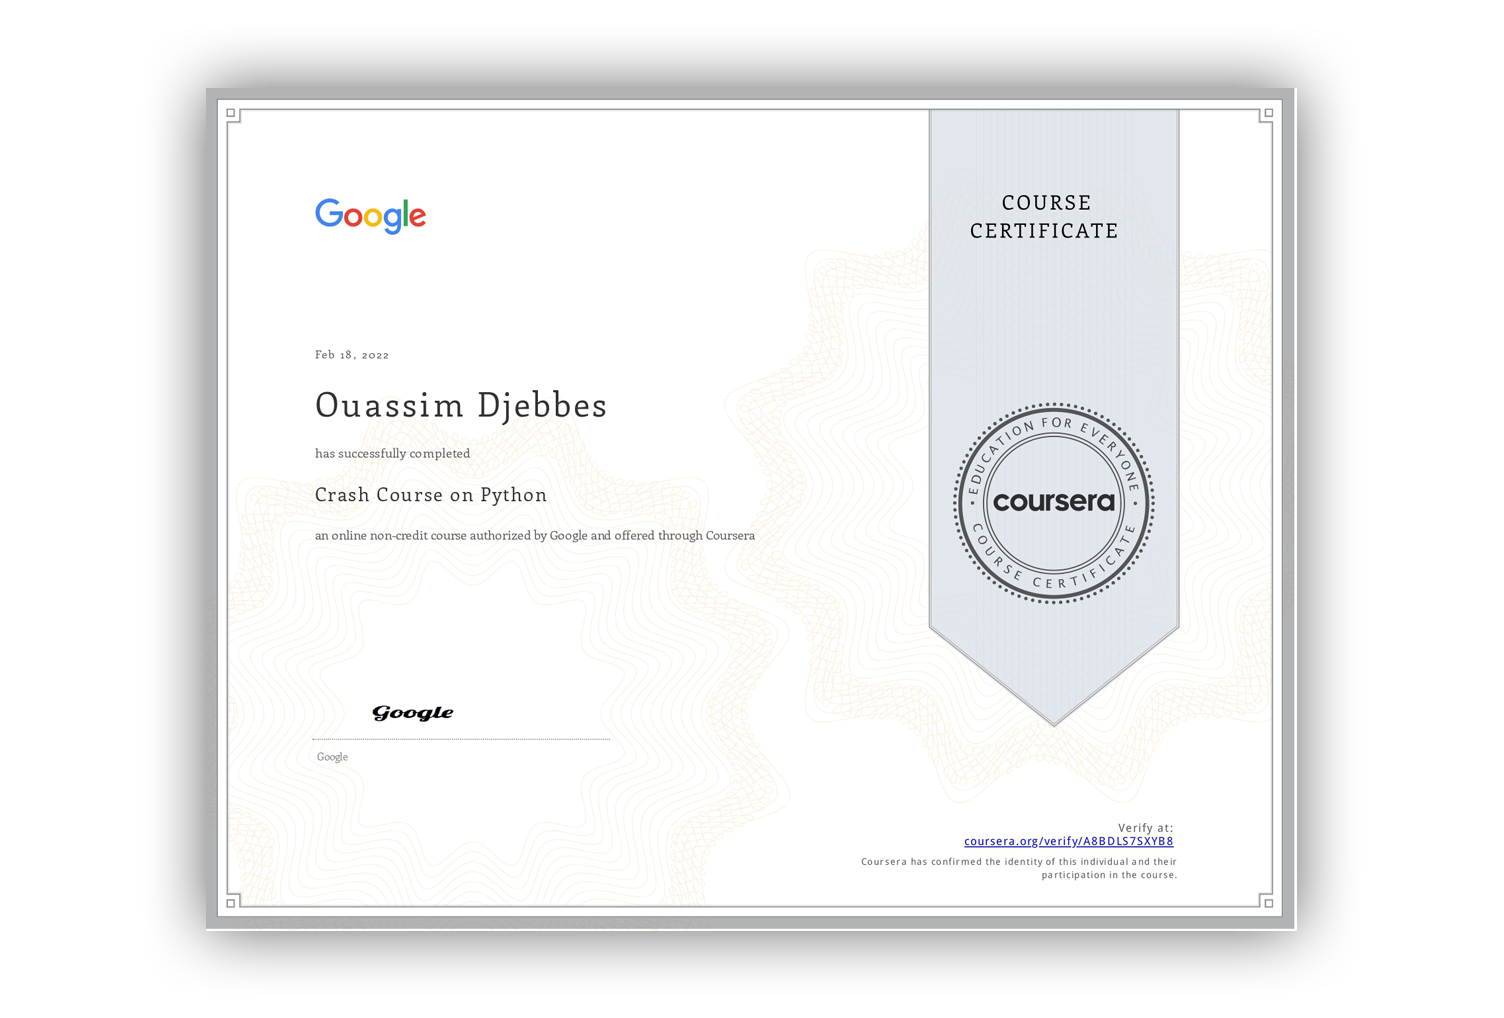 Google
COURSE
CERTIFICATE
Feb 18, 2022
Ouassim Djebbes
has successfully completed
Crash Course on Python
an online non-credit course authorized by Google and offered through Coursera
EDUCATION FOR EVERYONE
coursera
COURSE CERTIFICATE
Google
Google
Verify at:
coursera.org/verify/A8BDLS7SXYB8
Coursera has confirmed the identity of this individual and their
participation in the course.